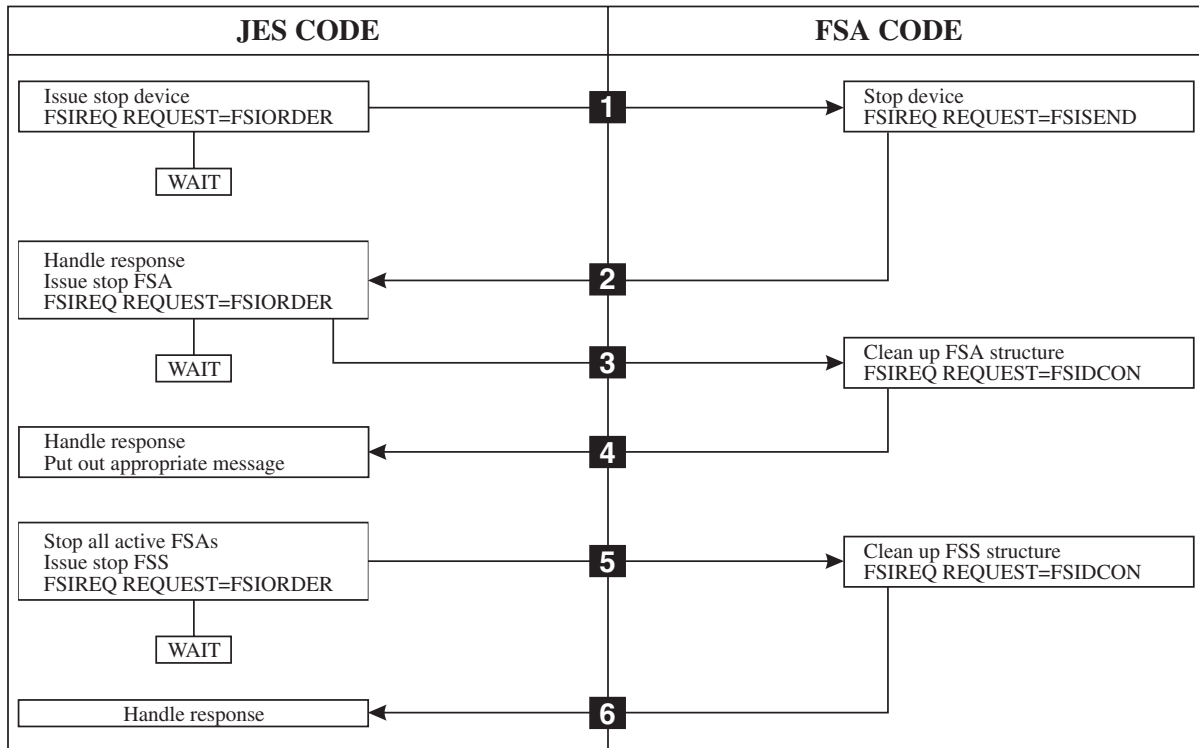 JES CODE
FSA CODE
Issue stop device
FSIREQ REQUEST=FSIORDER
1
Stop device
FSIREQ REQUEST=FSISEND
WAIT
Handle response
Issue stop FSA
FSIREQ REQUEST=FSIORDER
2
WAIT
3
Clean up FSA structure
FSIREQ REQUEST=FSIDCON
Handle response
Put out appropriate message
4
Stop all active FSAs
Issue stop FSS
FSIREQ REQUEST=FSIORDER
5
Clean up FSS structure
FSIREQ REQUEST=FSIDCON
WAIT
Handle response
6